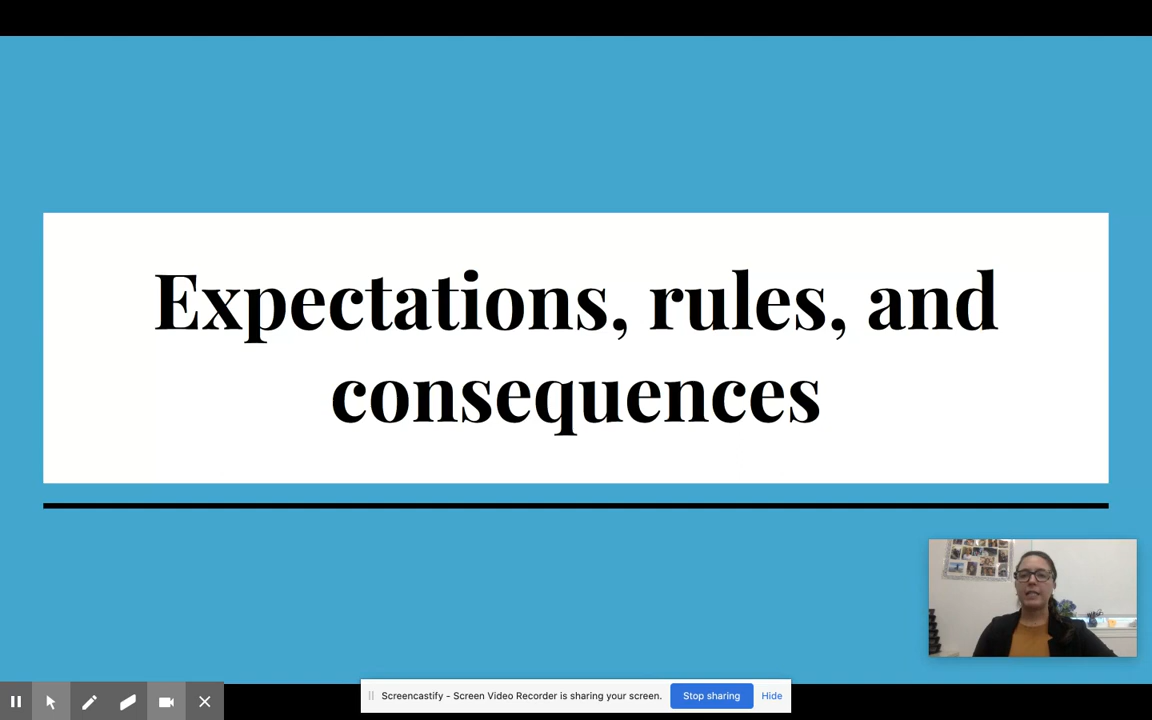 Expectations, rules, and
consequences
Screencastify - Screen Video Recorder is sharing your screen.
Stop sharing
Hide